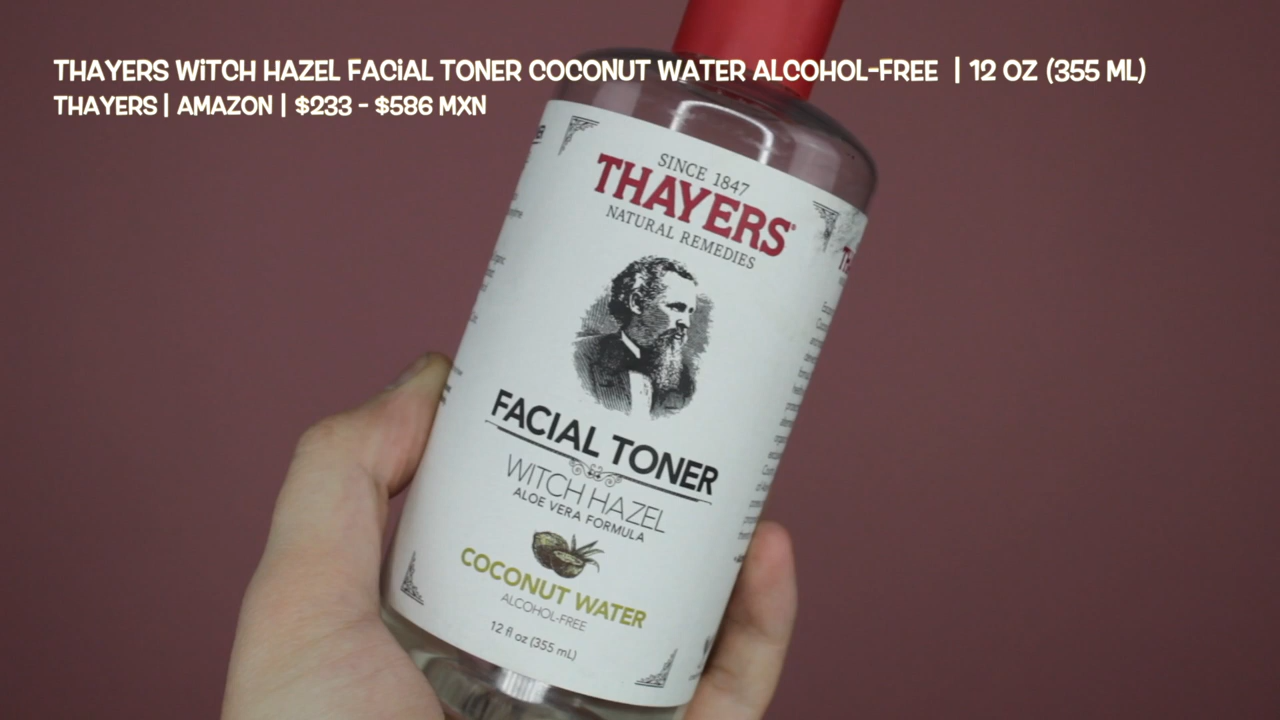 THAYERS WITCH HAZEL FACIAL TONER COCONUT WATER ALCOHOL-FREE | 12 OZ (355 ML)
THAYERS | AMAZON | $233 - $586 MXN
SINCE 1847
THAYERS®
NATURAL REMEDIES
FACIAL TONER
WITCH HAZEL
ALOE VERA FORMULA
COCONUT WATER
ALCOHOL-FREE
12 fl oz (355 mL)